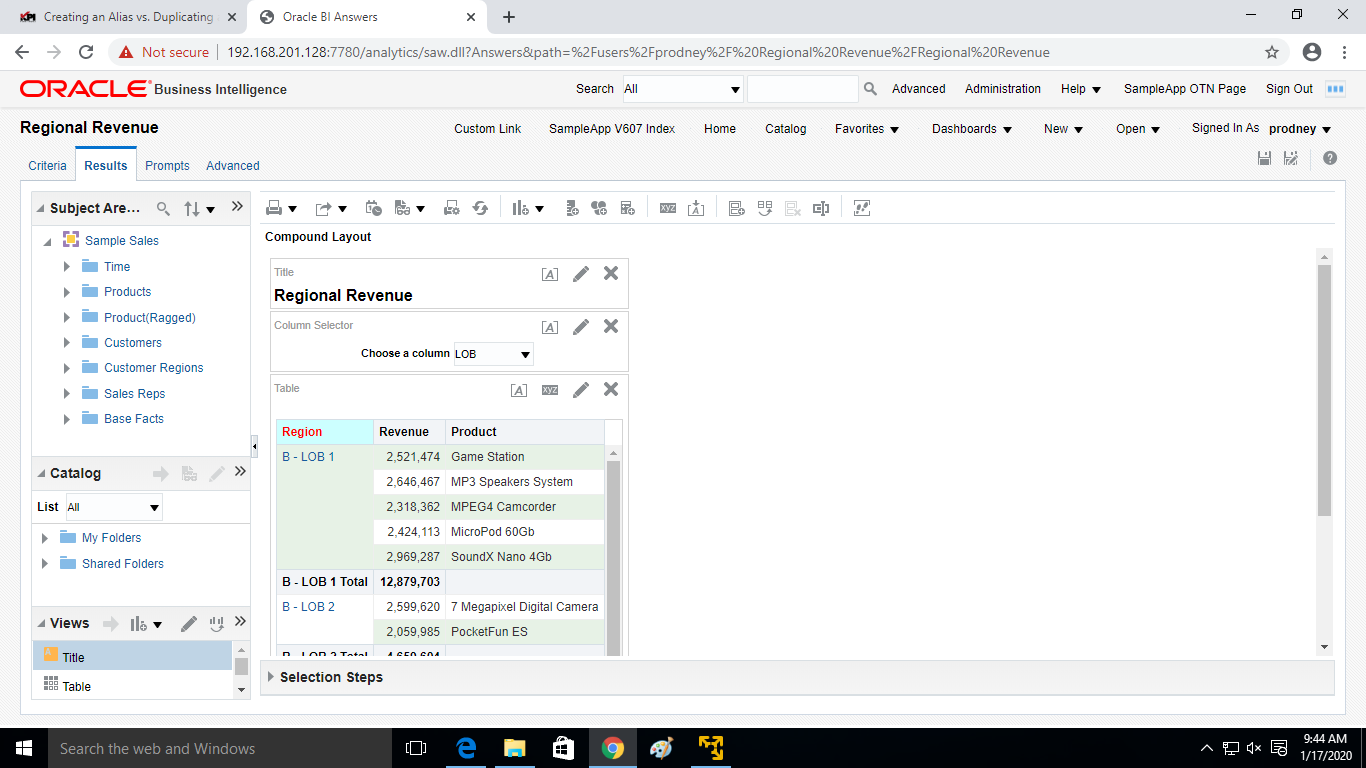 Creating an Alias vs. Duplicating
Oracle BI Answers
Not secure
192.168.201.128:7780/analytics/saw.dll?Answers&path=%2Fusers%2Fprodney%2F%20Regional%20Revenue%2FRegional%20Revenue
ORACLE Business Intelligence
Search All Advanced Administration Help SampleApp OTN Page Sign Out
Regional Revenue
Custom Link SampleApp V607 Index Home Catalog Favorites Dashboards New Open Signed In As prodney
Criteria Results Prompts Advanced
Subject Are...
Sample Sales
Time
Products
Product(Ragged)
Customers
Customer Regions
Sales Reps
Base Facts
Catalog
List All
My Folders
Shared Folders
Views
Title
Table
Compound Layout
Title
Regional Revenue
Column Selector
Choose a column LOB
Table
Region Revenue Product
B - LOB 1 2,521,474 Game Station
2,646,467 MP3 Speakers System
2,318,362 MPEG4 Camcorder
2,424,113 MicroPod 60Gb
2,969,287 SoundX Nano 4Gb
B - LOB 1 Total 12,879,703
B - LOB 2 2,599,620 7 Megapixel Digital Camera
2,059,985 PocketFun ES
Selection Steps
Search the web and Windows
9:44 AM
1/17/2020